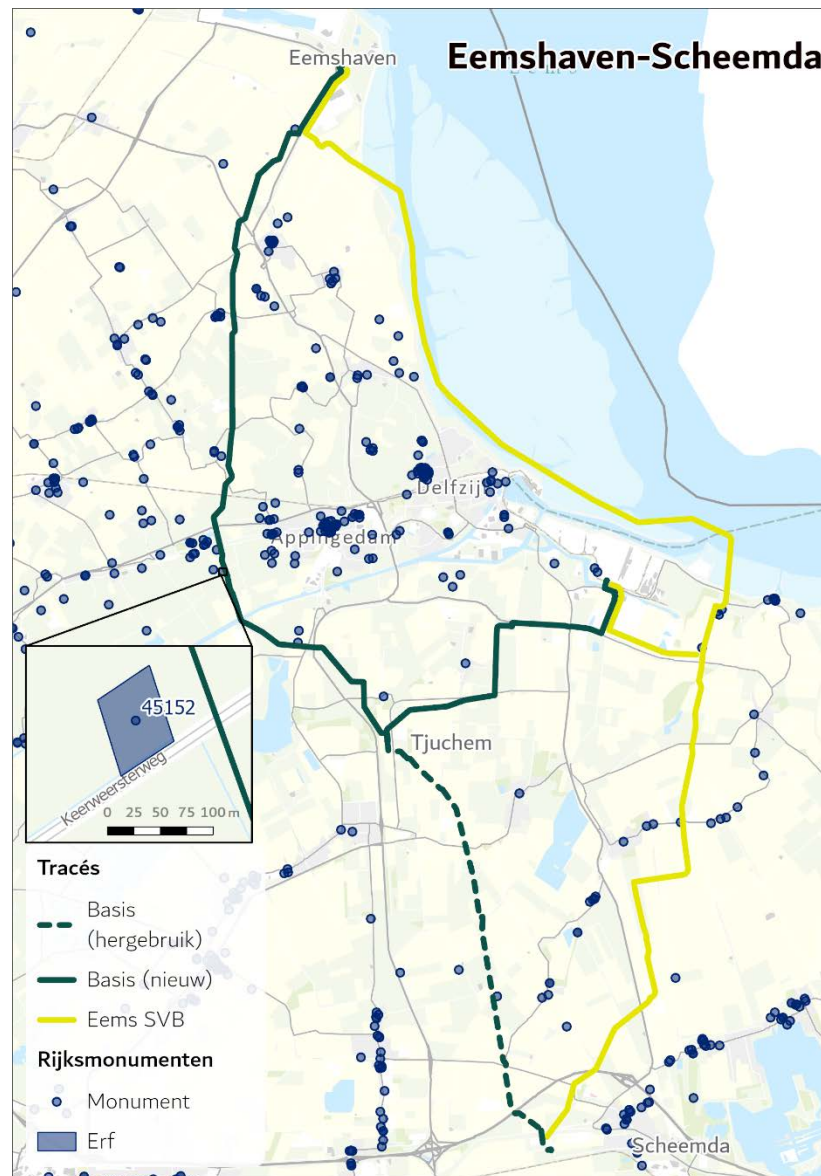 Eemshaven
Eemshaven-Scheemda
Eems
Delfzijl
Appingedam
45152
Keerweersterweg
0 25 50 75 100 m
Tjuchem
Tracés
Basis
(hergebruik)
Basis (nieuw)
Eems SVB
Rijksmonumenten
Monument
Erf
Scheemda